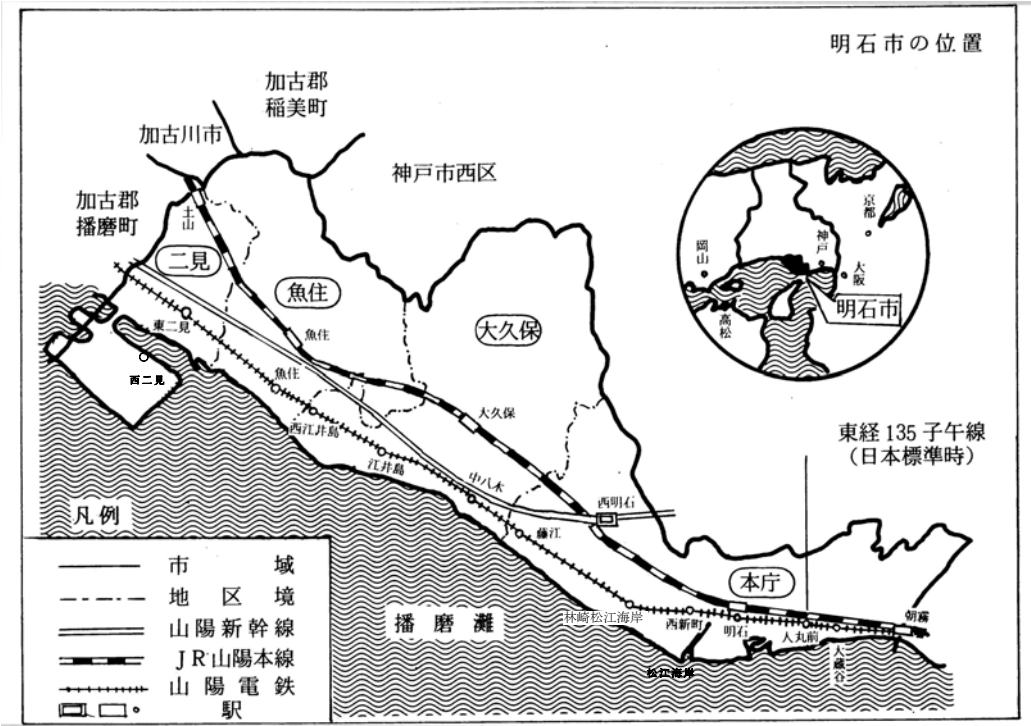 明石市の位置
加古郡
稲美町
加古川市
神戸市西区
加古郡
播磨町
京都
神戸
岡山
大阪
明石市
高松
土山
二見
魚住
大久保
東二見
魚住
西二見
魚住
大久保
西江井島
江井島
中八木
西明石
藤江
東経135子午線
(日本標準時)
本庁
林崎松江海岸
西新町
明石
人丸前
朝霧
大蔵谷
松江海岸
播磨灘
凡例
市域
地区境
山陽新幹線
JR山陽本線
山陽電鉄
駅